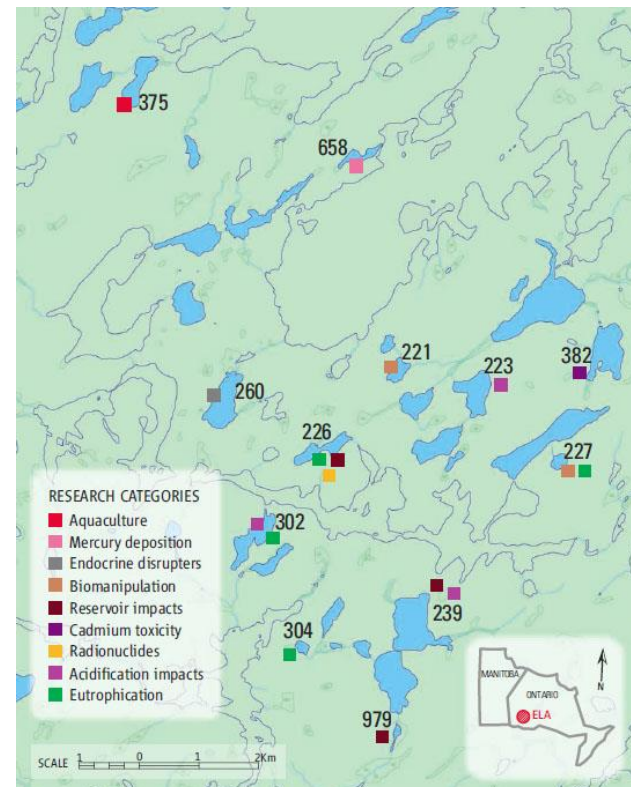 375
658
221
223
382
260
226
227
RESEARCH CATEGORIES
Aquaculture
Mercury deposition
Endocrine disrupters
Biomanipulation
Reservoir impacts
Cadmium toxicity
Radionuclides
Acidification impacts
Eutrophication
302
239
304
979
MANITOBA
ONTARIO
ELA
N
SCALE 1 0 1 2Km